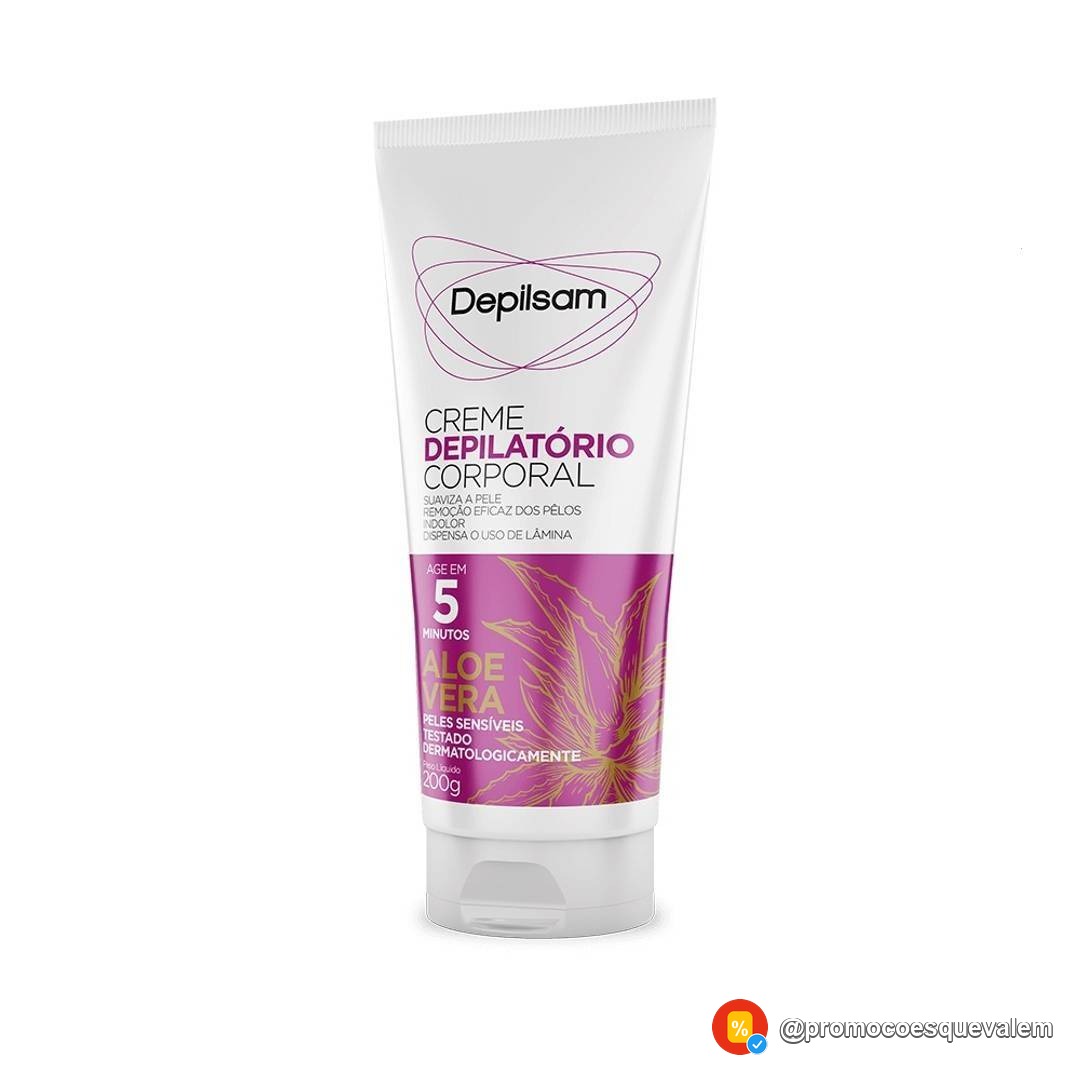 Depilsam
CREME
DEPILATÓRIO
CORPORAL
SUAVIZA A PELE
REMOÇÃO EFICAZ DOS PÊLOS
INDOLOR
DISPENSA O USO DE LÂMINA
AGE EM
5
MINUTOS
ALOE
VERA
PELES SENSÍVEIS
TESTADO
DERMATOLOGICAMENTE
Peso Líquido
200g
%
@promocoesquevalem